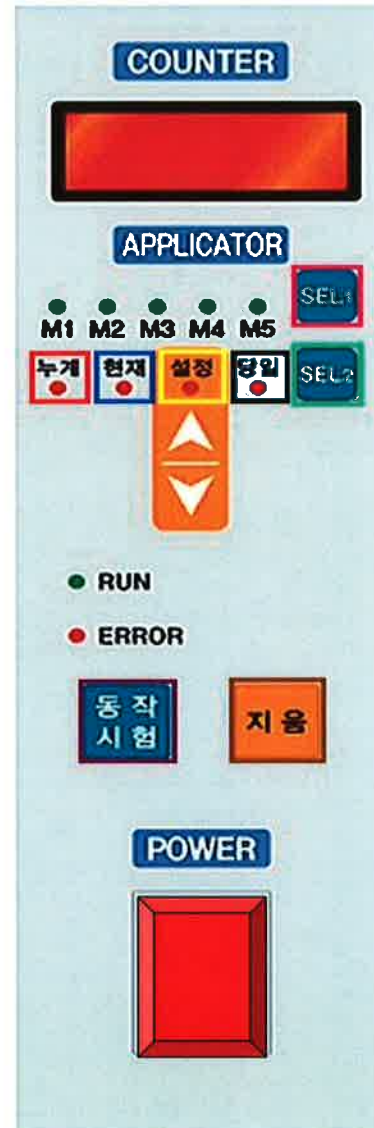 COUNTER
APPLICATOR
SEL1
M1 M2 M3 M4 M5
누계 현재 설정 당일 SEL2
RUN
ERROR
동작
시험
지움
POWER